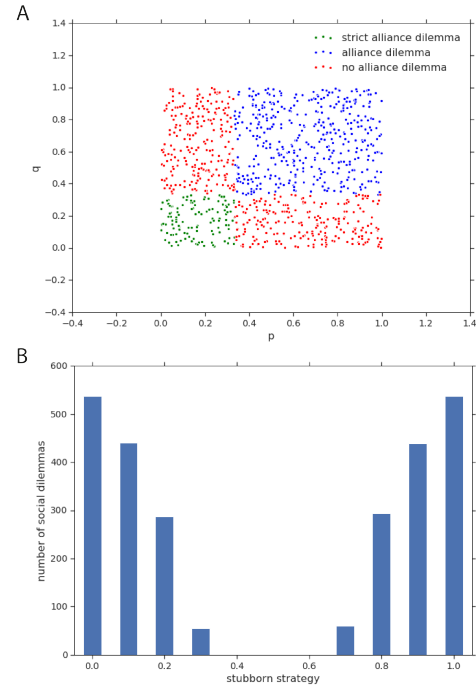 A
1.4
1.2
1.0
0.8
0.6
0.4
0.2
0.0
−0.2
−0.4
q
strict alliance dilemma
alliance dilemma
no alliance dilemma
−0.4 −0.2 0.0 0.2 0.4 0.6 0.8 1.0 1.2 1.4
p
B
600
500
400
300
200
100
0
number of social dilemmas
0.0 0.2 0.4 0.6 0.8 1.0
stubborn strategy